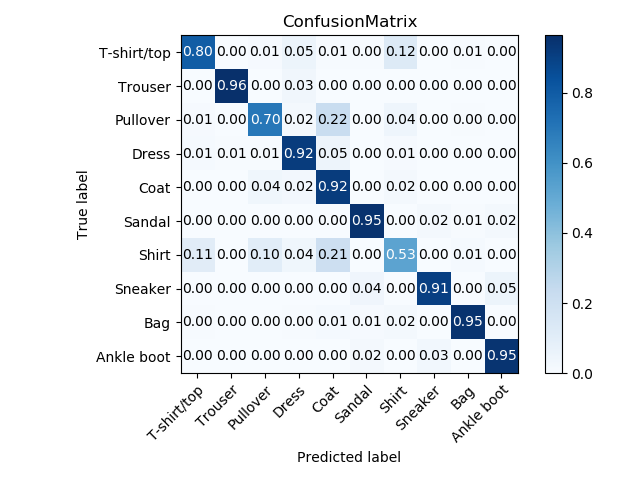 ConfusionMatrix
T-shirt/top 0.80 0.00 0.01 0.05 0.01 0.00 0.12 0.00 0.01 0.00
Trouser 0.00 0.96 0.00 0.03 0.00 0.00 0.00 0.00 0.00 0.00
Pullover 0.01 0.00 0.70 0.02 0.22 0.00 0.04 0.00 0.00 0.00
Dress 0.01 0.01 0.01 0.92 0.05 0.00 0.01 0.00 0.00 0.00
Coat 0.00 0.00 0.04 0.02 0.92 0.00 0.02 0.00 0.00 0.00
Sandal 0.00 0.00 0.00 0.00 0.00 0.95 0.00 0.02 0.01 0.02
Shirt 0.11 0.00 0.10 0.04 0.21 0.00 0.53 0.00 0.01 0.00
Sneaker 0.00 0.00 0.00 0.00 0.00 0.04 0.00 0.91 0.00 0.05
Bag 0.00 0.00 0.00 0.00 0.01 0.01 0.02 0.00 0.95 0.00
Ankle boot 0.00 0.00 0.00 0.00 0.00 0.02 0.00 0.03 0.00 0.95
T-shirt/top Trouser Pullover Dress Coat Sandal Shirt Sneaker Bag Ankle boot
Predicted label
True label
0.8
0.6
0.4
0.2
0.0